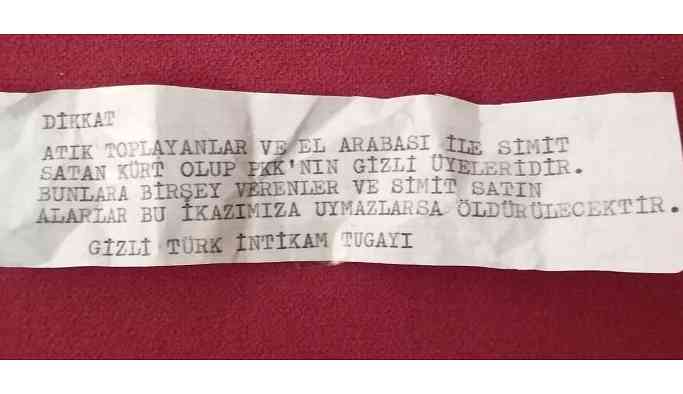 DİKKAT
ATIK TOPLAYANLAR VE EL ARABASI İLE SİMİT
SATAN KÜRT OLUP PKK'NIN GİZLİ ÜYELERİDİR.
BUNLARA BİRŞEY VERENLER VE SİMİT SATIN
ALARLAR BU İKAZIMIZA UYMAZLARSA ÖLDÜRÜLECEKTİR.
GİZLİ TÜRK İNTİKAM TUGAYI